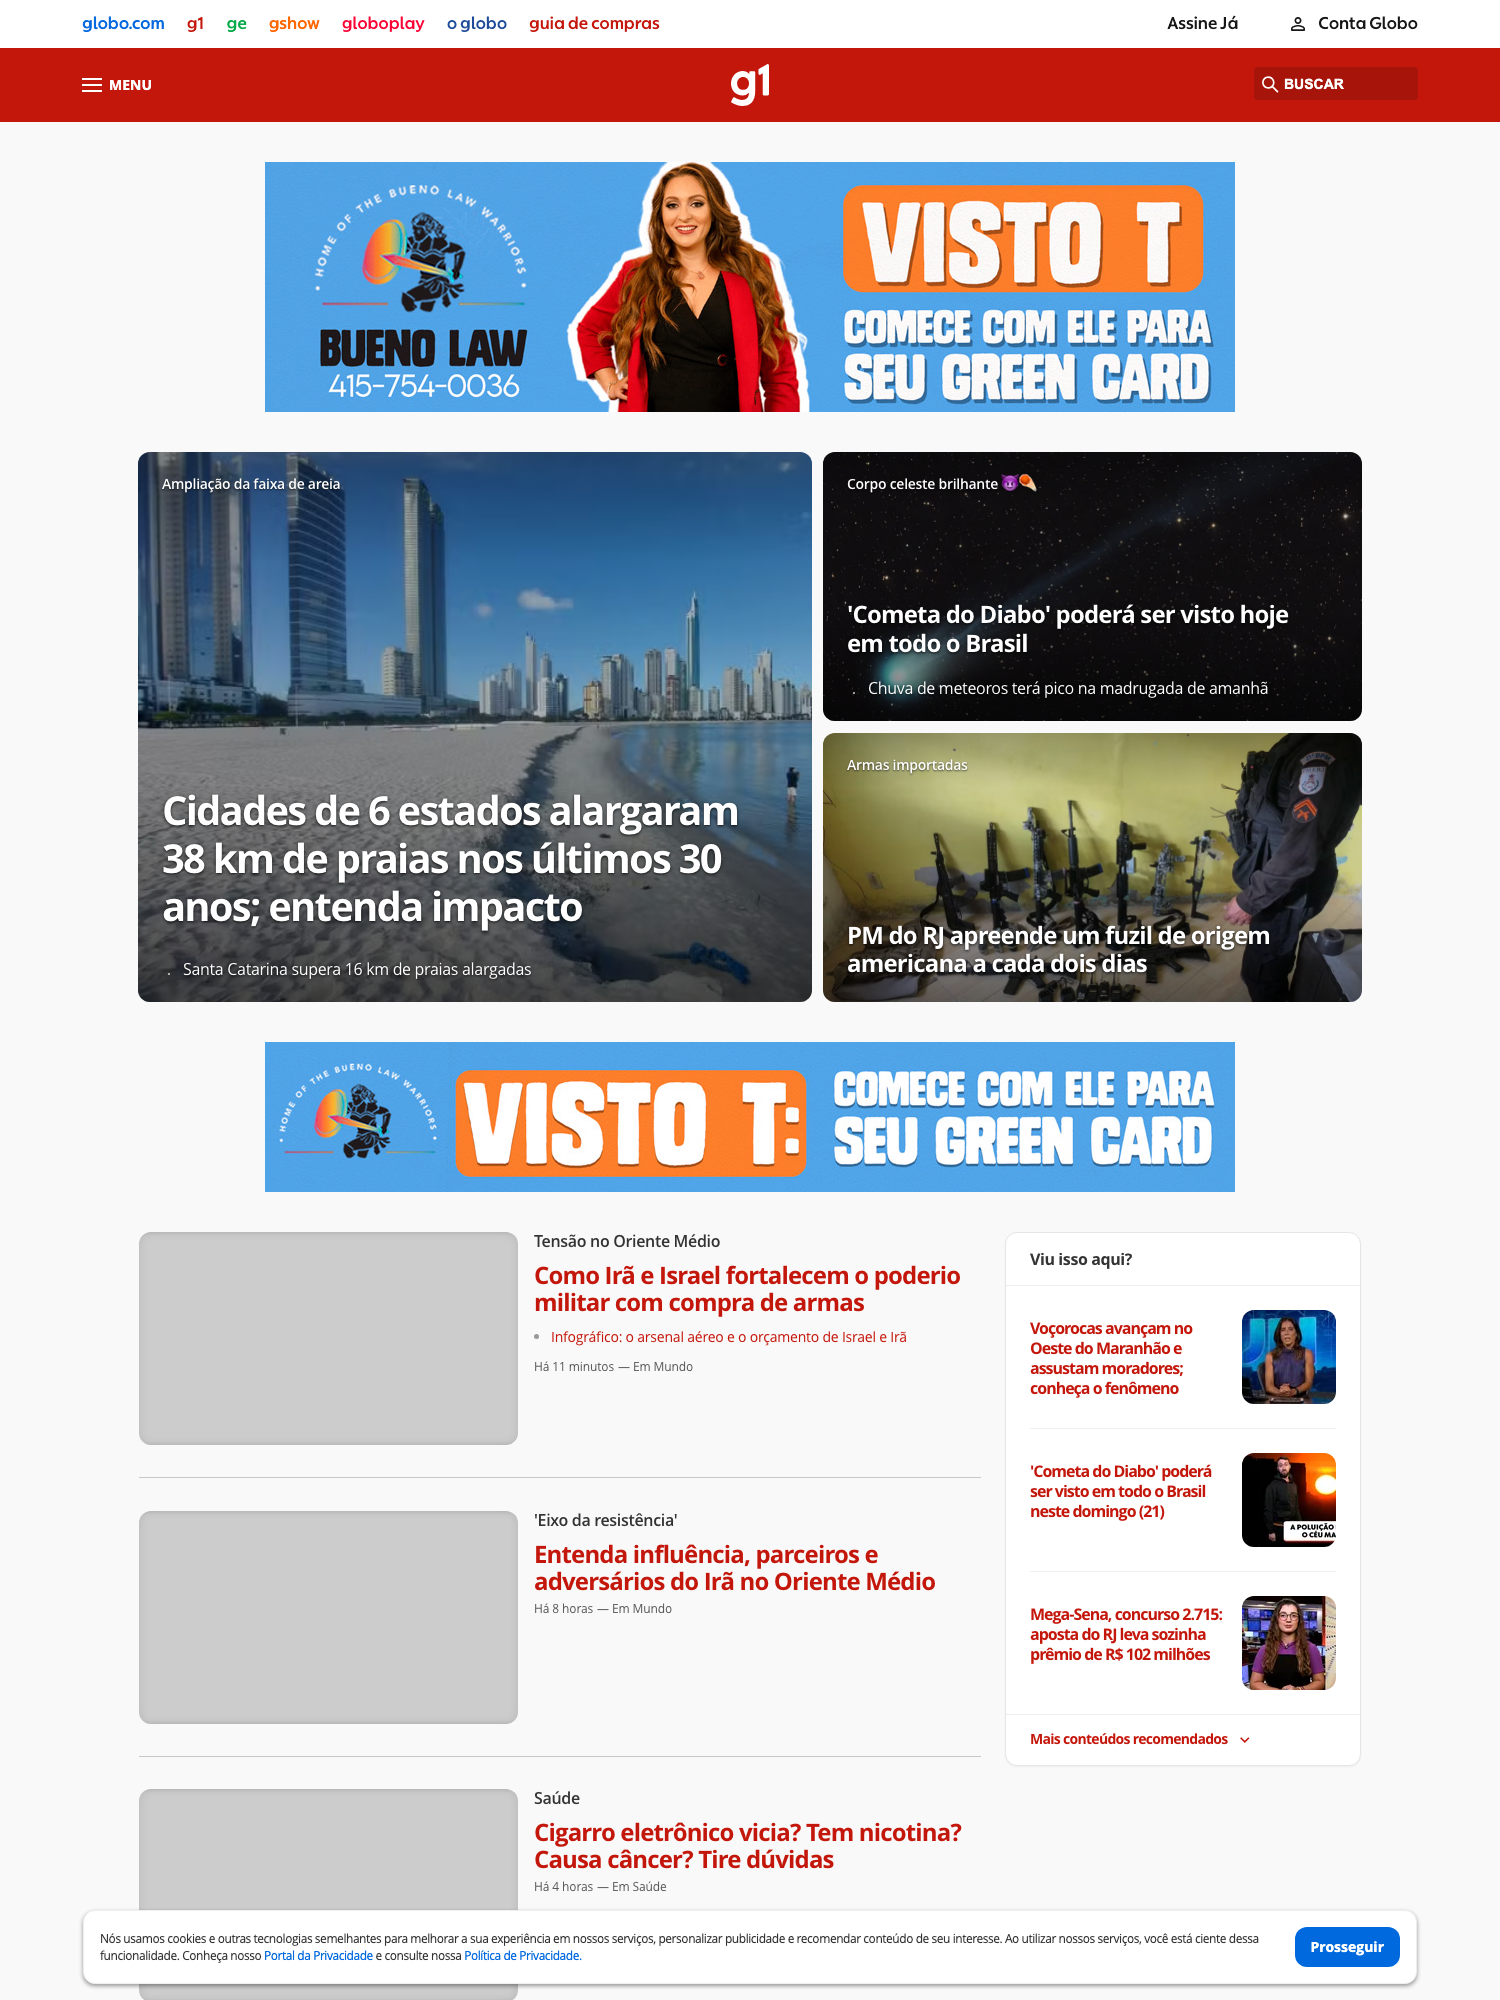 globo.com g1 ge gshow globoplay o globo guia de compras Assine Já Conta Globo
MENU g1 BUSCAR
HOME OF THE BUENO LAW WARRIORS
BUENO LAW
415-754-0036
VISTO T
COMECE COM ELE PARA
SEU GREEN CARD
Ampliação da faixa de areia
Cidades de 6 estados alargaram
38 km de praias nos últimos 30
anos; entenda impacto
Santa Catarina supera 16 km de praias alargadas
Corpo celeste brilhante 😈☄️
'Cometa do Diabo' poderá ser visto hoje
em todo o Brasil
Chuva de meteoros terá pico na madrugada de amanhã
Armas importadas
PM do RJ apreende um fuzil de origem
americana a cada dois dias
HOME OF THE BUENO LAW WARRIORS
VISTO T:
COMECE COM ELE PARA
SEU GREEN CARD
Tensão no Oriente Médio
Como Irã e Israel fortalecem o poderio
militar com compra de armas
Infográfico: o arsenal aéreo e o orçamento de Israel e Irã
Há 11 minutos — Em Mundo
'Eixo da resistência'
Entenda influência, parceiros e
adversários do Irã no Oriente Médio
Há 8 horas — Em Mundo
Saúde
Cigarro eletrônico vicia? Tem nicotina?
Causa câncer? Tire dúvidas
Há 4 horas — Em Saúde
Viu isso aqui?
Voçorocas avançam no
Oeste do Maranhão e
assustam moradores;
conheça o fenômeno
'Cometa do Diabo' poderá
ser visto em todo o Brasil
neste domingo (21)
A POLUIÇÃO
O CÉU MA
Mega-Sena, concurso 2.715:
aposta do RJ leva sozinha
prêmio de R$ 102 milhões
Mais conteúdos recomendados
Nós usamos cookies e outras tecnologias semelhantes para melhorar a sua experiência em nossos serviços, personalizar publicidade e recomendar conteúdo de seu interesse. Ao utilizar nossos serviços, você está ciente dessa
funcionalidade. Conheça nosso Portal da Privacidade e consulte nossa Política de Privacidade.
Prosseguir